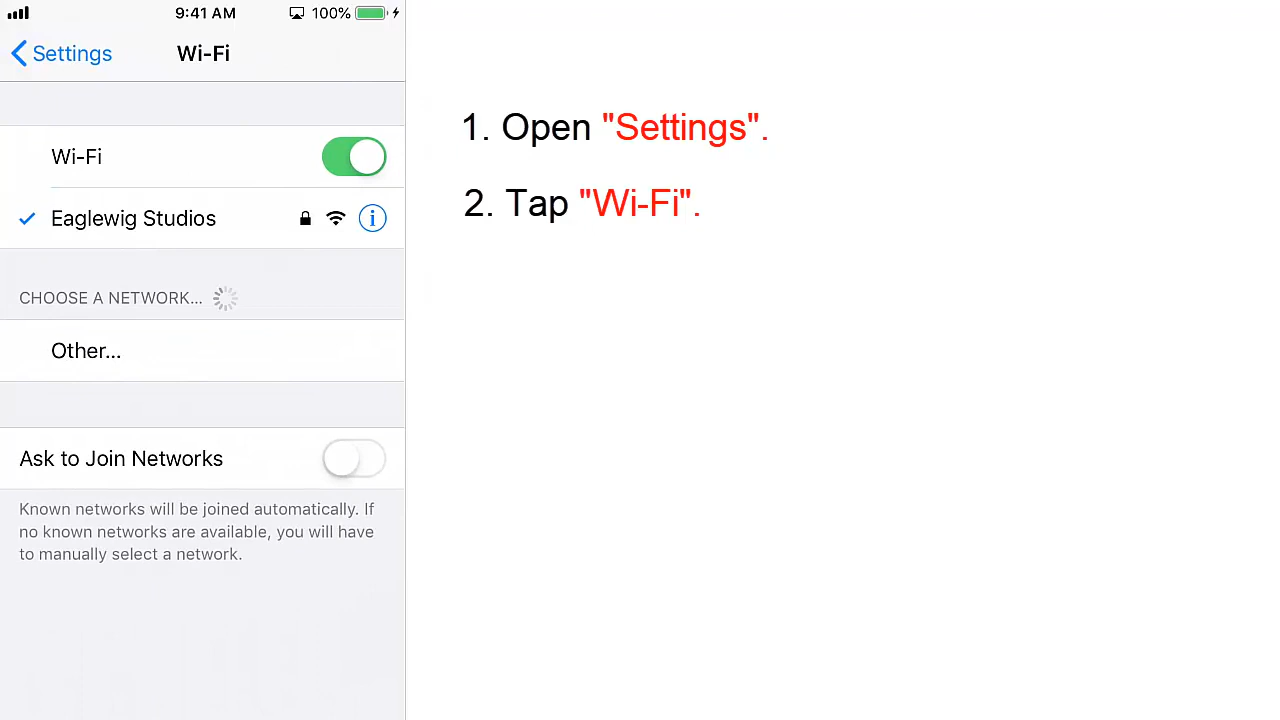 9:41 AM
100%
Settings
Wi-Fi
Wi-Fi
Eaglewig Studios
CHOOSE A NETWORK...
Other...
Ask to Join Networks
Known networks will be joined automatically. If
no known networks are available, you will have
to manually select a network.
1. Open "Settings".
2. Tap "Wi-Fi".